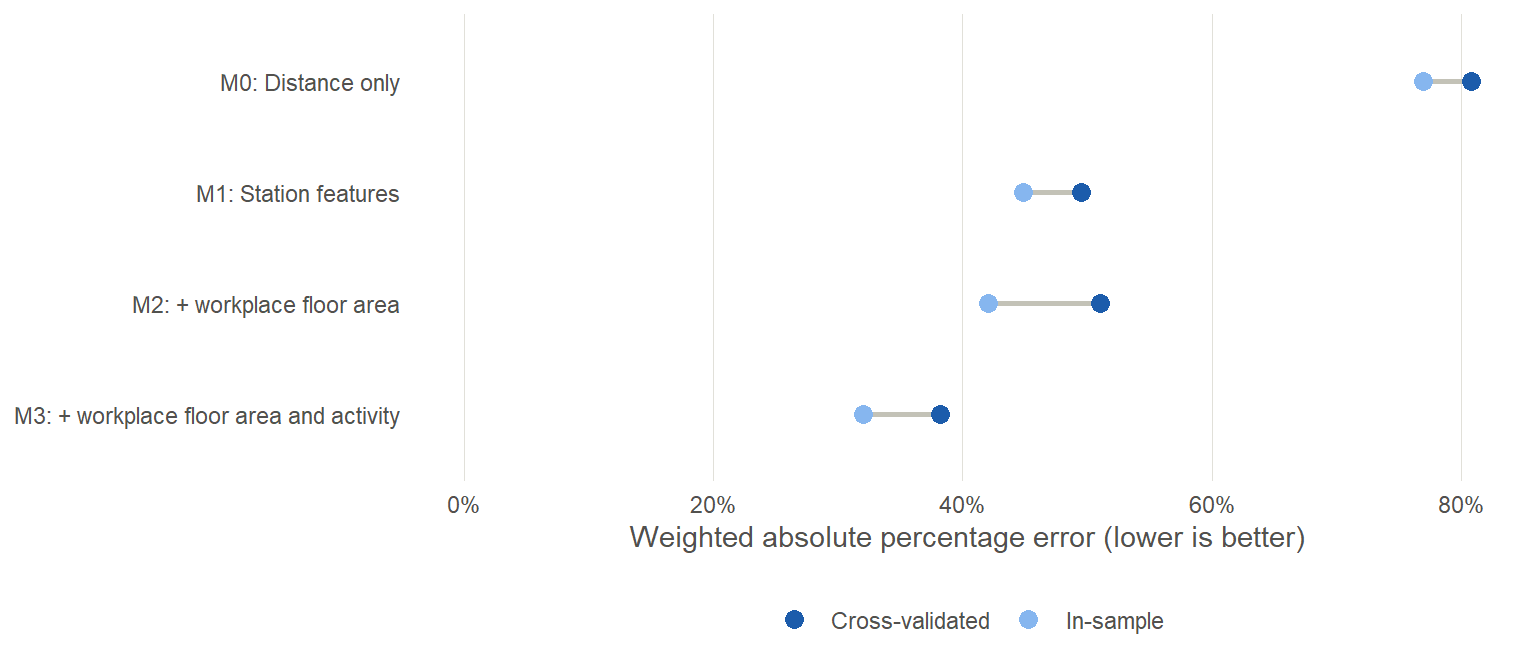 M0: Distance only
M1: Station features
M2: + workplace floor area
M3: + workplace floor area and activity
0% 20% 40% 60% 80%
Weighted absolute percentage error (lower is better)
Cross-validated In-sample